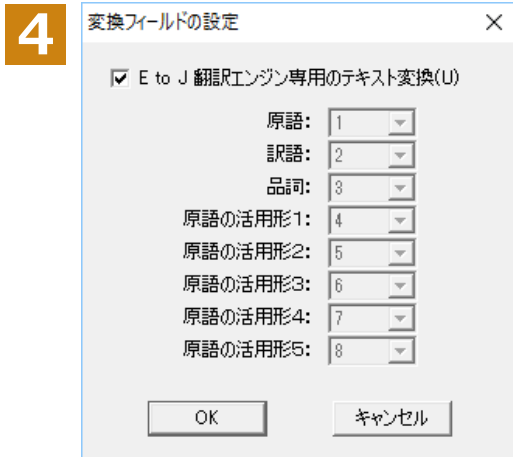 4
変換フィールドの設定
E to J 翻訳エンジン専用のテキスト変換(U)
原語: 1
訳語: 2
品詞: 3
原語の活用形1: 4
原語の活用形2: 5
原語の活用形3: 6
原語の活用形4: 7
原語の活用形5: 8
OK キャンセル